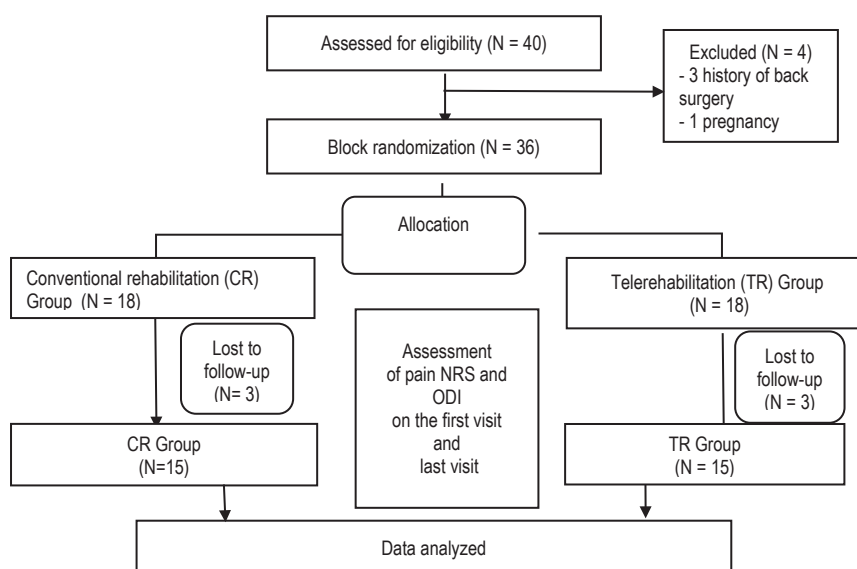 Assessed for eligibility (N = 40)
Excluded (N = 4)
- 3 history of back
surgery
- 1 pregnancy
Block randomization (N = 36)
Allocation
Conventional rehabilitation (CR)
Group (N = 18)
Telerehabilitation (TR) Group
(N = 18)
Lost to
follow-up
(N= 3)
Assessment
of pain NRS and
ODI
on the first visit
and
last visit
Lost to
follow-up
(N = 3)
CR Group
(N=15)
TR Group
(N = 15)
Data analyzed